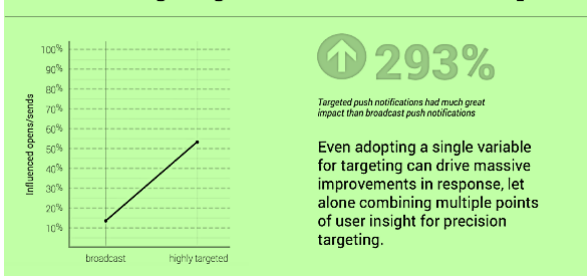 100%
90%
80%
70%
60%
50%
40%
30%
20%
10%
Influenced opens/sends
broadcast
highly targeted
293%
Targeted push notifications had much great
impact than broadcast push notifications
Even adopting a single variable
for targeting can drive massive
improvements in response, let
alone combining multiple points
of user insight for precision
targeting.